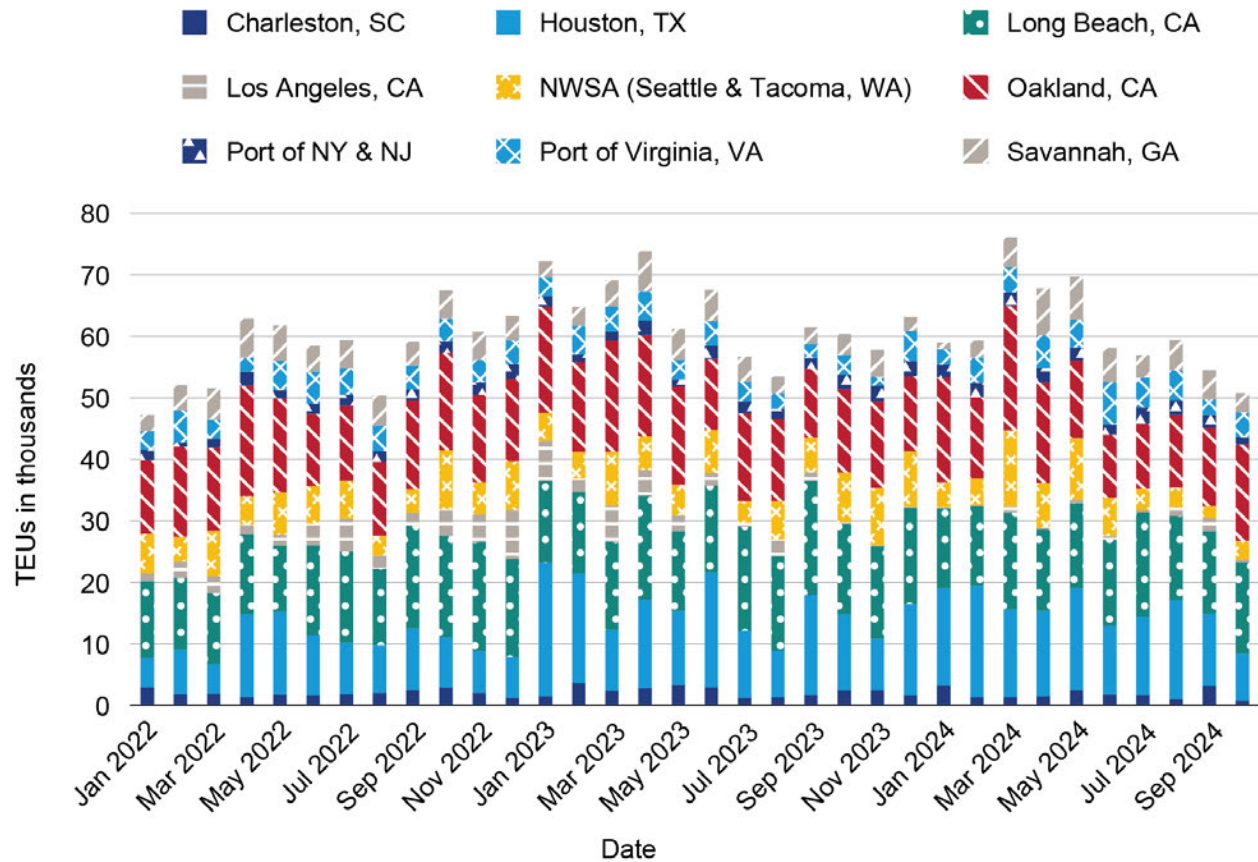 Charleston, SC
Houston, TX
Long Beach, CA
Los Angeles, CA
NWSA (Seattle & Tacoma, WA)
Oakland, CA
Port of NY & NJ
Port of Virginia, VA
Savannah, GA
TEUs in thousands
80
70
60
50
40
30
20
10
0
Jan 2022
Mar 2022
May 2022
Jul 2022
Sep 2022
Nov 2022
Jan 2023
Mar 2023
May 2023
Jul 2023
Sep 2023
Nov 2023
Jan 2024
Mar 2024
May 2024
Jul 2024
Sep 2024
Date